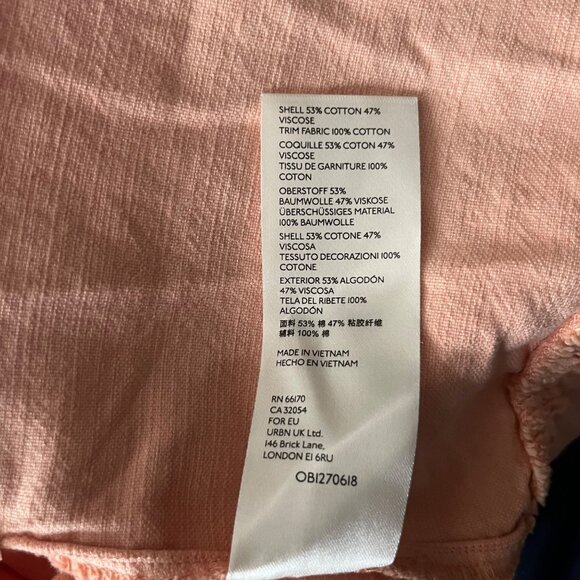 SHELL 53% COTTON 47%
VISCOSE
TRIM FABRIC 100% COTTON
COQUILLE 53% COTON 47%
VISCOSE
TISSU DE GARNITURE 100%
COTON
OBERSTOFF 53%
BAUMWOLLE 47% VISKOSE
ÜBERSCHÜSSIGES MATERIAL
100% BAUMWOLLE
SHELL 53% COTONE 47%
VISCOSA
TESSUTO DECORAZIONI 100%
COTONE
EXTERIOR 53% ALGODÓN
47% VISCOSA
TELA DEL RIBETE 100%
ALGODÓN
面料 53% 棉 47% 粘胶纤维
辅料 100% 棉
MADE IN VIETNAM
HECHO EN VIETNAM
RN 66170
CA 32054
FOR EU
URBN UK Ltd.
146 Brick Lane,
LONDON E1 6RU
OB1270618